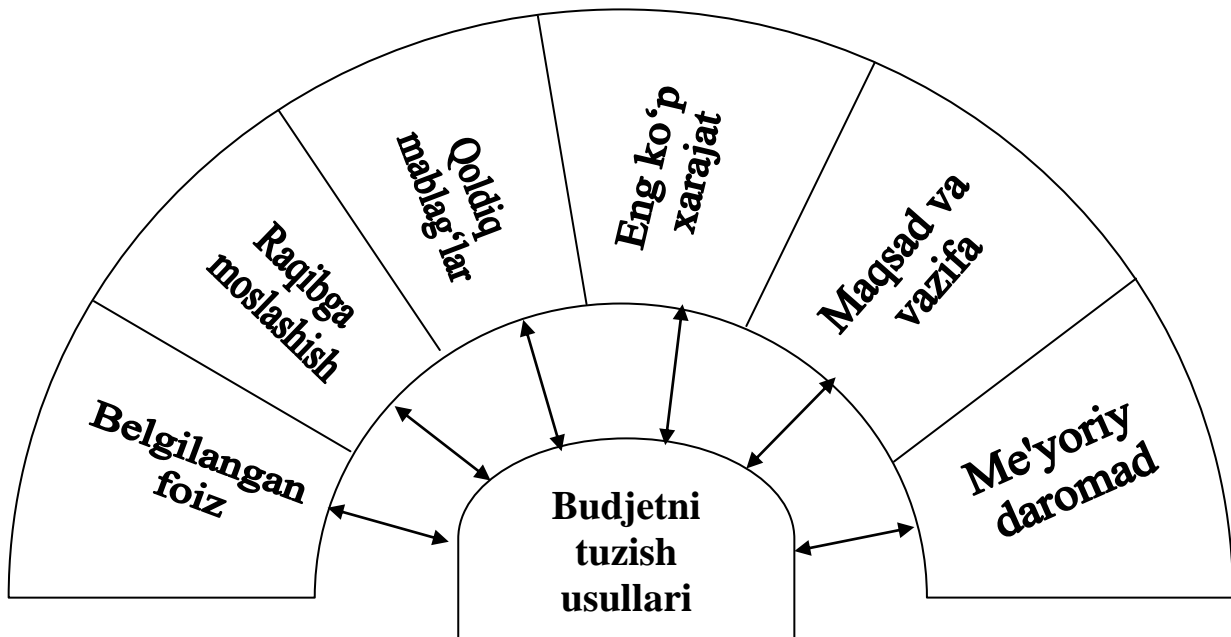 Belgilangan
foiz
Raqibga
moslashish
Qoldiq
mablag‘lar
Eng ko‘p
xarajat
Maqsad va
vazifa
Me'yoriy
daromad
Budjetni
tuzish
usullari